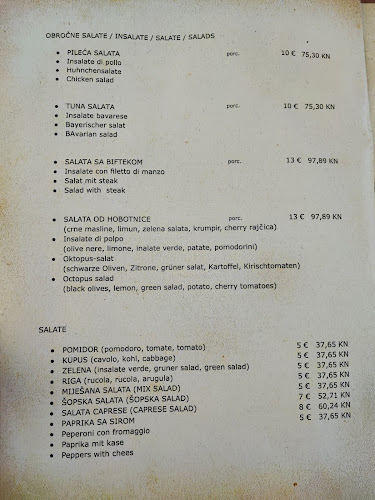 OBROČNE SALATE / INSALATE / SALATE / SALADS
• PILEĆA SALATA porc. 10 € 75,30 KN
• Insalate di pollo
• Huhnchensalate
• Chicken salad
• TUNA SALATA porc. 10 € 75,30 KN
• Insalate bavarese
• Bayerischer salat
• BAvarian salad
• SALATA SA BIFTEKOM porc. 13 € 97,89 KN
• Insalate con filetto di manzo
• Salat mit steak
• Salad with steak
• SALATA OD HOBOTNICE porc. 13 € 97,89 KN
(crne masline, limun, zelena salata, krumpir, cherry rajčica)
• Insalate di polpo
(olive nere, limone, inalate verde, patate, pomodorini)
• Oktopus-salat
(schwarze Oliven, Zitrone, grüner salat, Kartoffel, Kirischtomaten)
• Octopus salad
(black olives, lemon, green salad, potato, cherry tomatoes)
SALATE
• POMIDOR (pomodoro, tomate, tomato) 5 € 37,65 KN
• KUPUS (cavolo, kohl, cabbage) 5 € 37,65 KN
• ZELENA (insalate verde, gruner salad, green salad) 5 € 37,65 KN
• RIGA (rucola, rucola, arugula) 5 € 37,65 KN
• MIJEŠANA SALATA (MIX SALAD) 5 € 37,65 KN
• ŠOPSKA SALATA (ŠOPSKA SALAD) 7 € 52,71 KN
• SALATA CAPRESE (CAPRESE SALAD) 8 € 60,24 KN
• PAPRIKA SA SIROM 5 € 37,65 KN
• Peperoni con fromaggio
• Paprika mit kase
• Peppers with chees